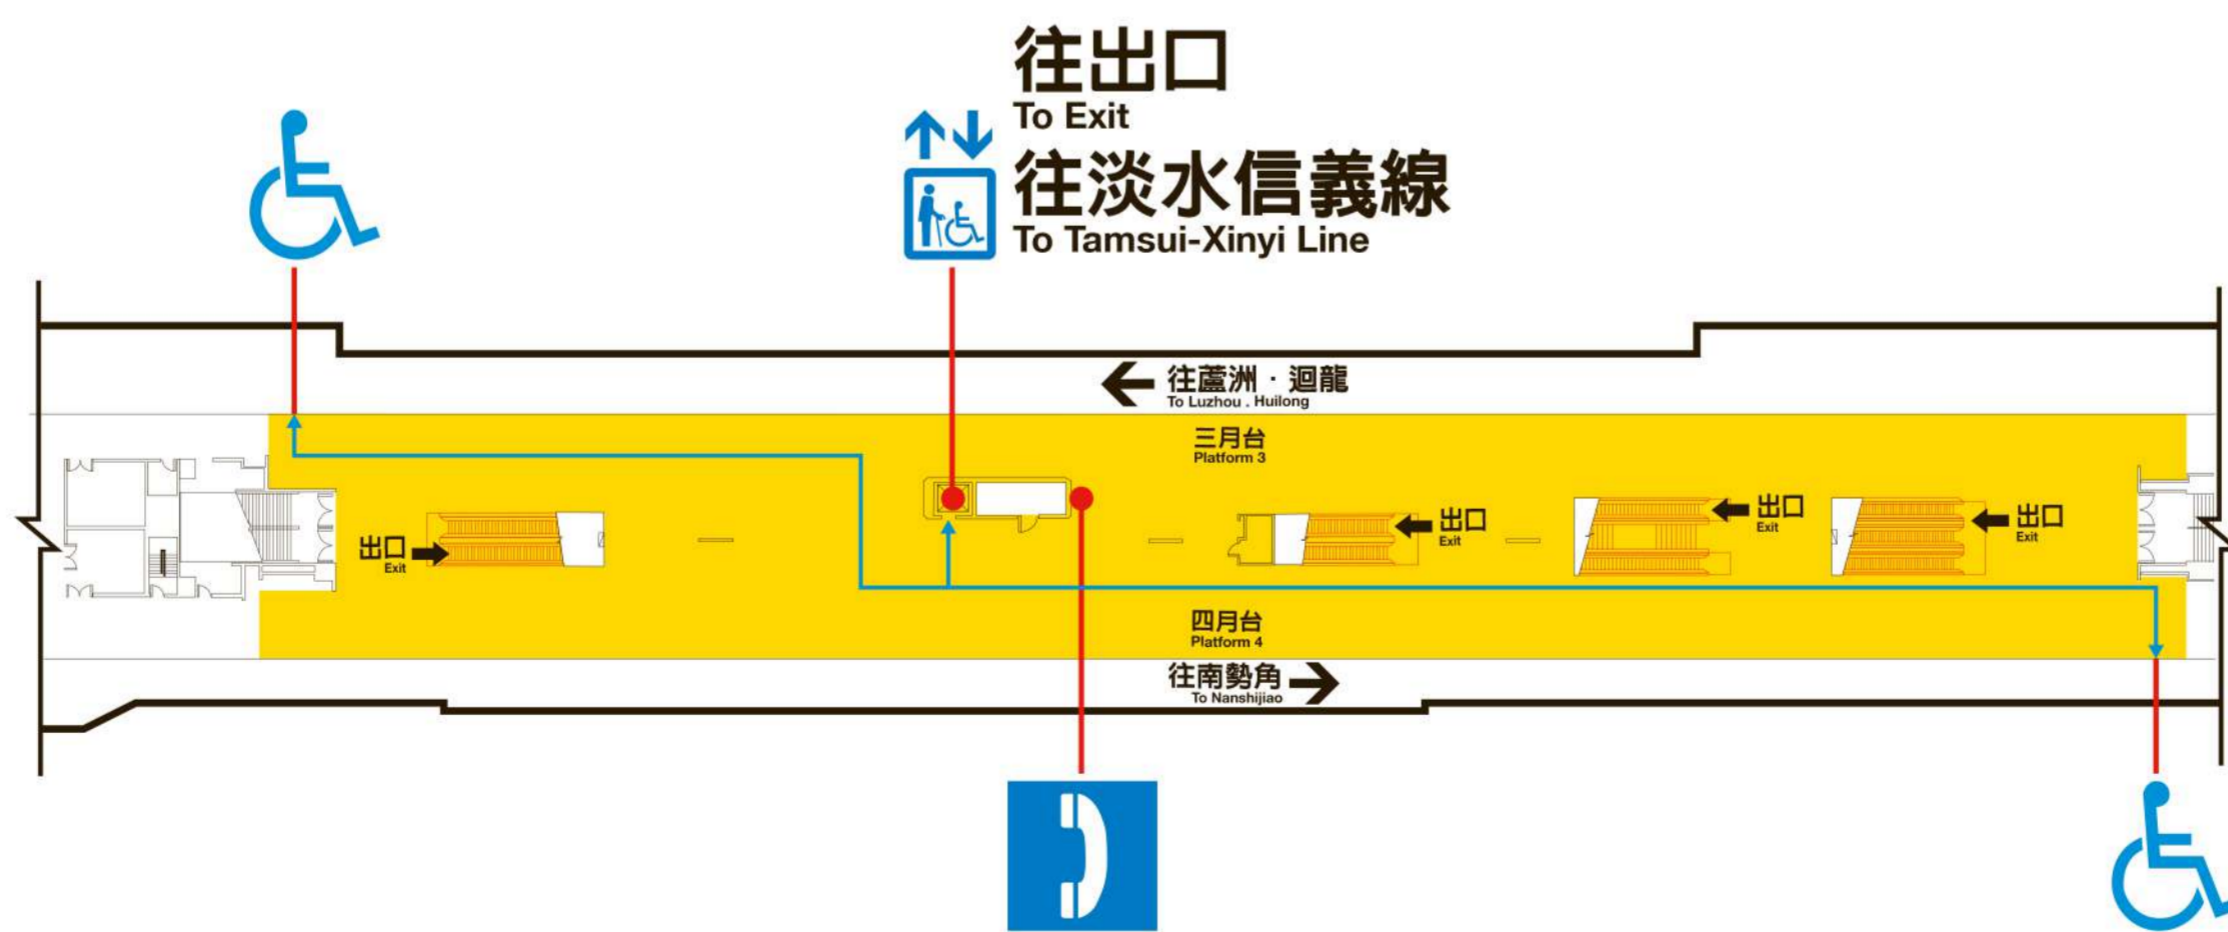 往出口
To Exit
往淡水信義線
To Tamsui-Xinyi Line
往蘆洲．迴龍
To Luzhou . Huilong
三月台
Platform 3
出口
Exit
出口
Exit
出口
Exit
出口
Exit
四月台
Platform 4
往南勢角
To Nanshijiao